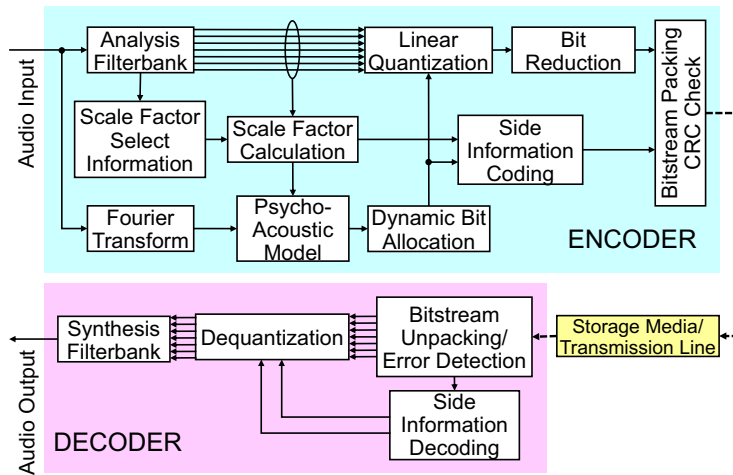 Audio Input
Analysis
Filterbank
Linear
Quantization
Bit
Reduction
Bitstream Packing
CRC Check
Scale Factor
Select
Information
Scale Factor
Calculation
Side
Information
Coding
Fourier
Transform
Psycho-
Acoustic
Model
Dynamic Bit
Allocation
ENCODER
Audio Output
Synthesis
Filterbank
Dequantization
Bitstream
Unpacking/
Error Detection
Storage Media/
Transmission Line
Side
Information
Decoding
DECODER